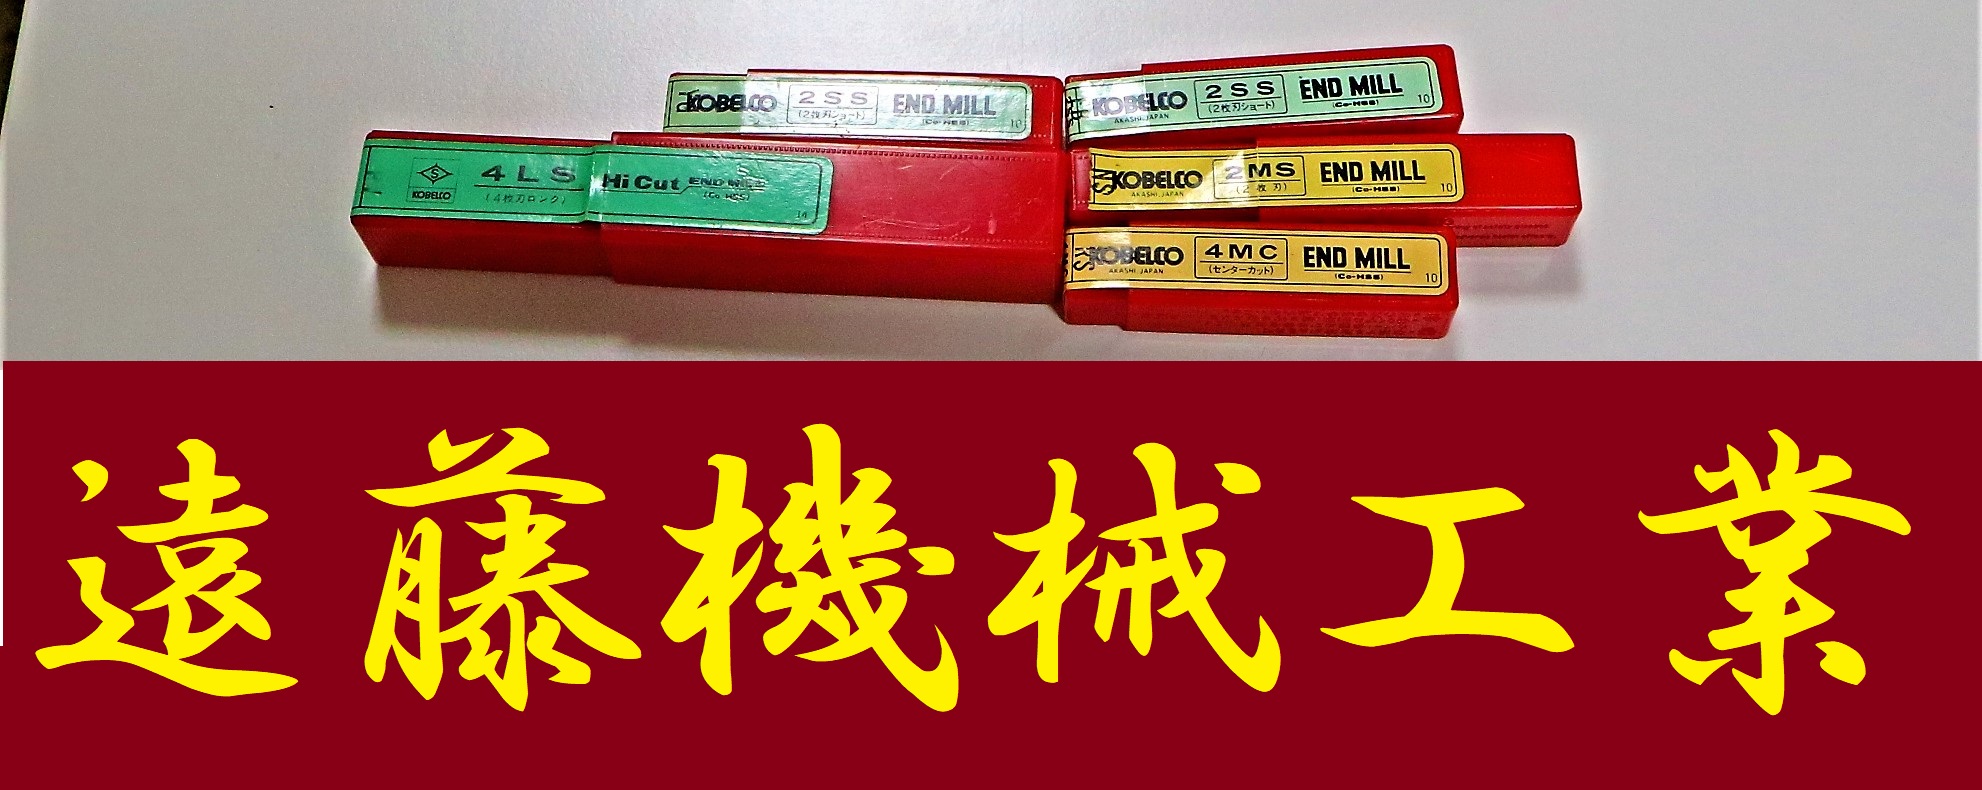 KOBELCO 2SS END MILL
(2枚刃ショート) (Co-HSS) 10
KOBELCO 2SS END MILL
AKASHI, JAPAN (2枚刃ショート) (Co-HSS) 10
S
KOBELCO
4LS Hi Cut END MILL
(4枚刃ロング) (Co-HSS) 14
KOBELCO 2MS END MILL
AKASHI, JAPAN (2枚刃) (Co-HSS) 10
KOBELCO 4MC END MILL
AKASHI, JAPAN (センターカット) (Co-HSS) 10
遠藤機械工業